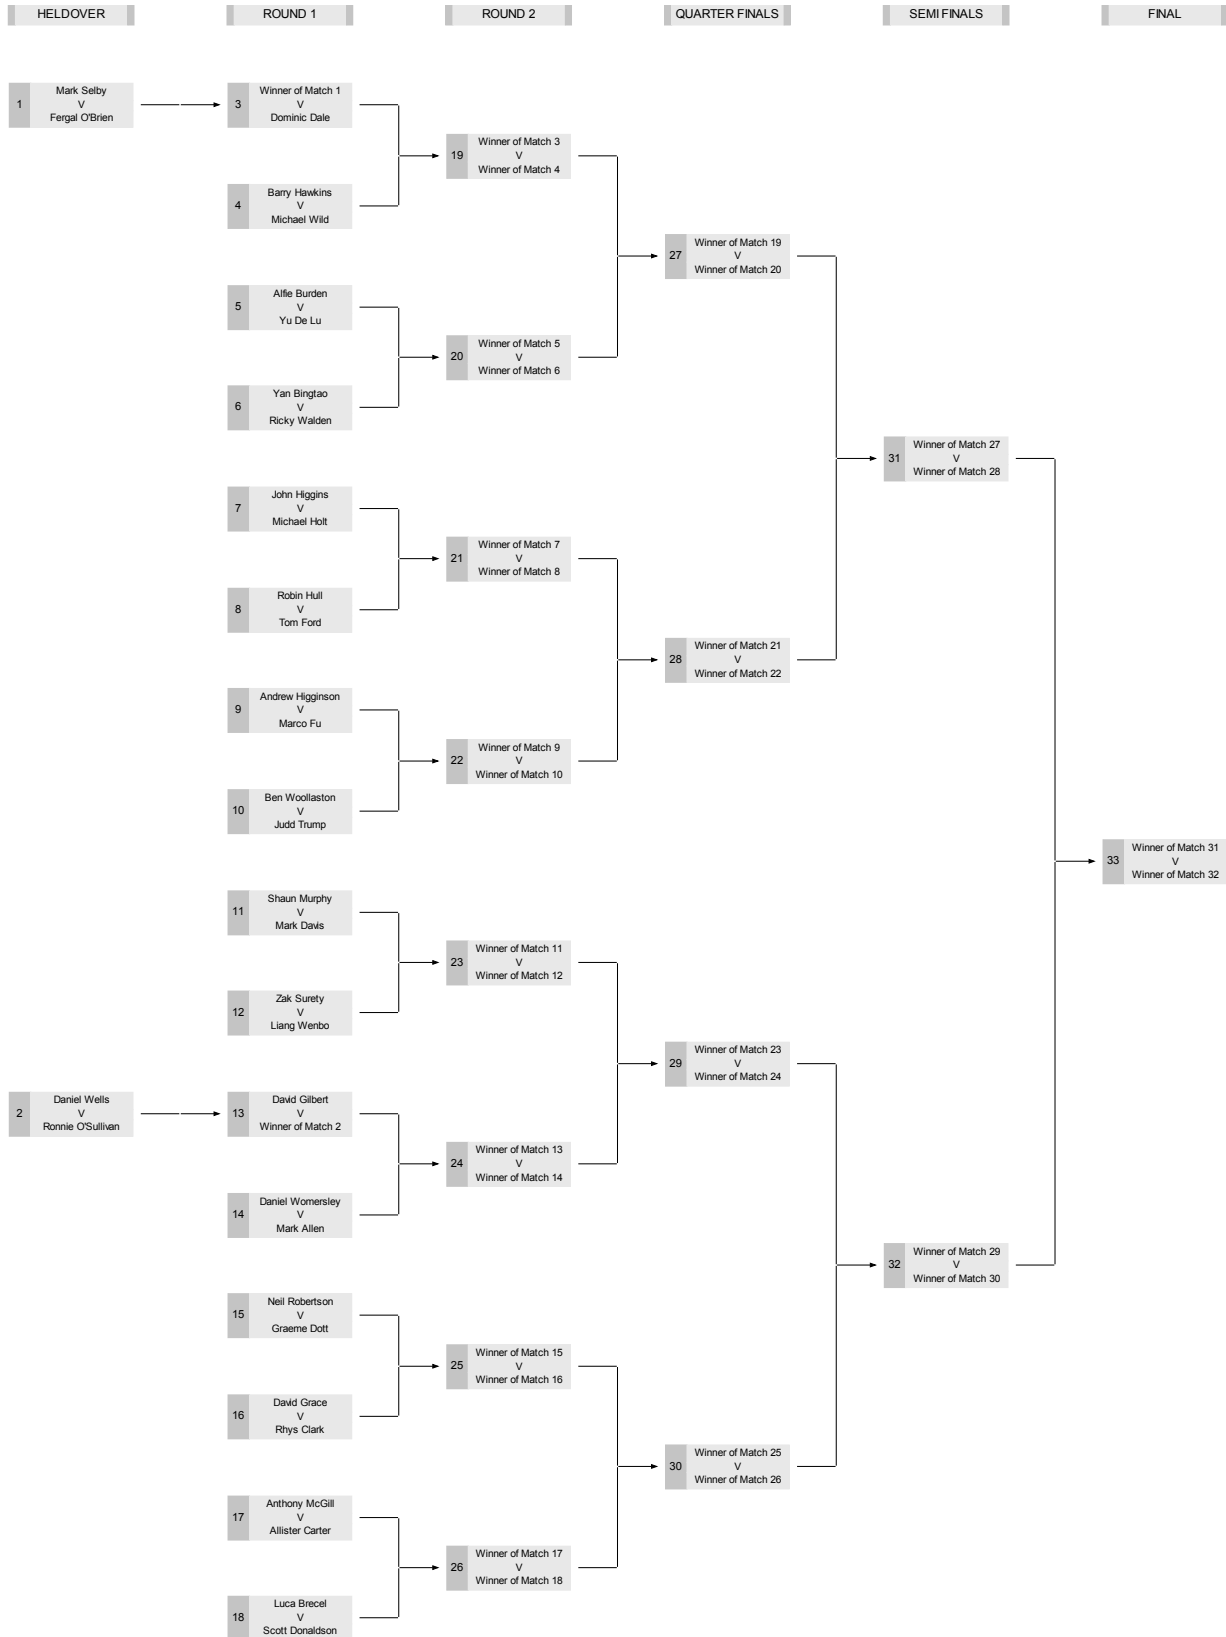 HELDOVER
ROUND 1
ROUND 2
QUARTER FINALS
SEMI FINALS
FINAL
1
Mark Selby
V
Fergal O'Brien
2
Daniel Wells
V
Ronnie O'Sullivan
3
Winner of Match 1
V
Dominic Dale
4
Barry Hawkins
V
Michael Wild
5
Alfie Burden
V
Yu De Lu
6
Yan Bingtao
V
Ricky Walden
7
John Higgins
V
Michael Holt
8
Robin Hull
V
Tom Ford
9
Andrew Higginson
V
Marco Fu
10
Ben Woollaston
V
Judd Trump
11
Shaun Murphy
V
Mark Davis
12
Zak Surety
V
Liang Wenbo
13
David Gilbert
V
Winner of Match 2
14
Daniel Womersley
V
Mark Allen
15
Neil Robertson
V
Graeme Dott
16
David Grace
V
Rhys Clark
17
Anthony McGill
V
Allister Carter
18
Luca Brecel
V
Scott Donaldson
19
Winner of Match 3
V
Winner of Match 4
20
Winner of Match 5
V
Winner of Match 6
21
Winner of Match 7
V
Winner of Match 8
22
Winner of Match 9
V
Winner of Match 10
23
Winner of Match 11
V
Winner of Match 12
24
Winner of Match 13
V
Winner of Match 14
25
Winner of Match 15
V
Winner of Match 16
26
Winner of Match 17
V
Winner of Match 18
27
Winner of Match 19
V
Winner of Match 20
28
Winner of Match 21
V
Winner of Match 22
29
Winner of Match 23
V
Winner of Match 24
30
Winner of Match 25
V
Winner of Match 26
31
Winner of Match 27
V
Winner of Match 28
32
Winner of Match 29
V
Winner of Match 30
33
Winner of Match 31
V
Winner of Match 32